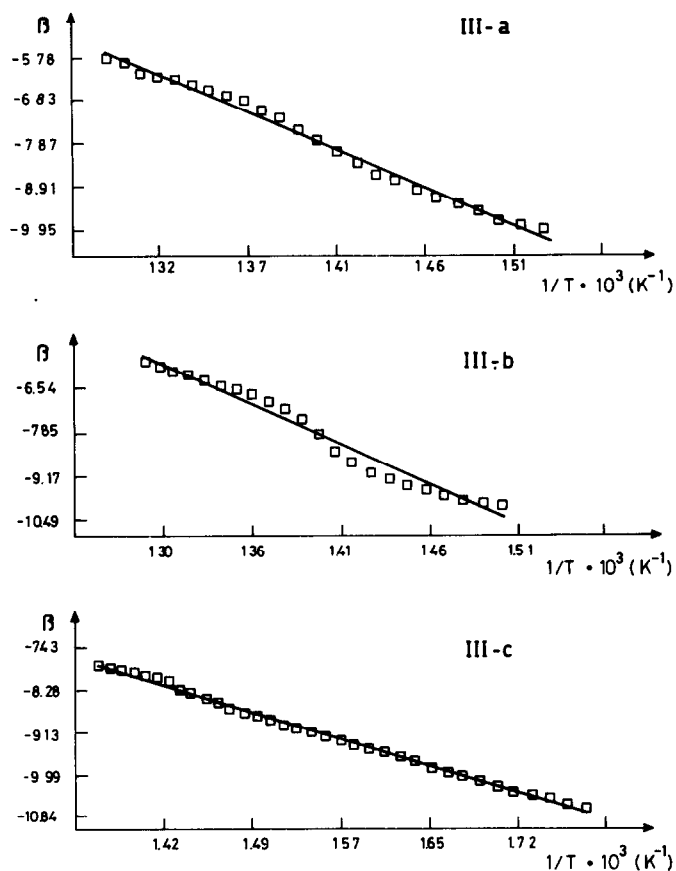 ß
III-a
-5.78
-6.83
-7.87
-8.91
-9.95
1.32 1.37 1.41 1.46 1.51
1/T • 10³ (K⁻¹)
ß
III-b
-6.54
-7.85
-9.17
-10.49
1.30 1.36 1.41 1.46 1.51
1/T • 10³ (K⁻¹)
ß
III-c
-7.43
-8.28
-9.13
-9.99
-10.84
1.42 1.49 1.57 1.65 1.72
1/T • 10³ (K⁻¹)